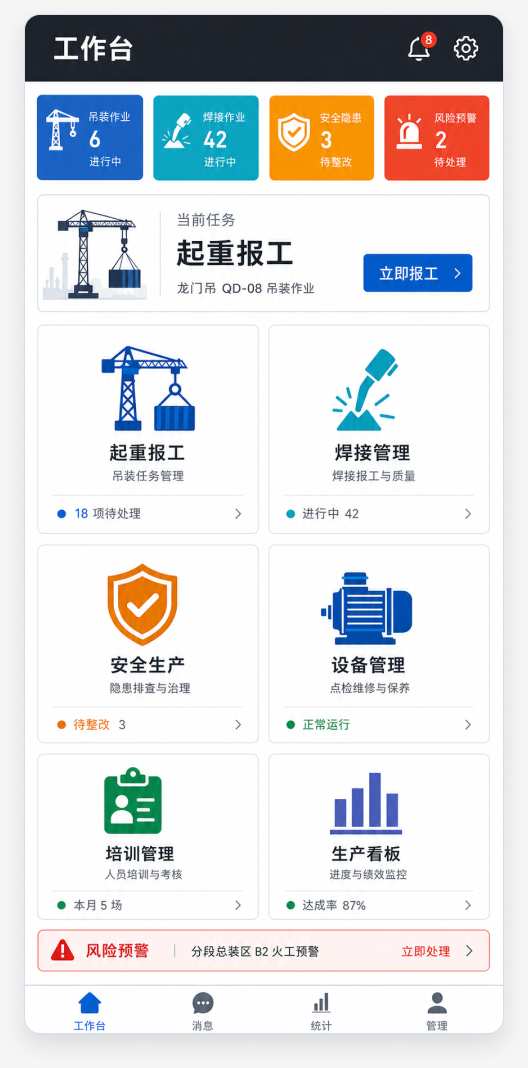 工作台
8
吊装作业
6
进行中
焊接作业
42
进行中
安全隐患
3
待整改
风险预警
2
待处理
当前任务
起重报工
龙门吊 QD-08 吊装作业
立即报工
起重报工
吊装任务管理
18 项待处理
焊接管理
焊接报工与质量
进行中 42
安全生产
隐患排查与治理
待整改 3
设备管理
点检维修与保养
正常运行
培训管理
人员培训与考核
本月 5 场
生产看板
进度与绩效监控
达成率 87%
风险预警
分段总装区 B2 火工预警
立即处理
工作台
消息
统计
管理